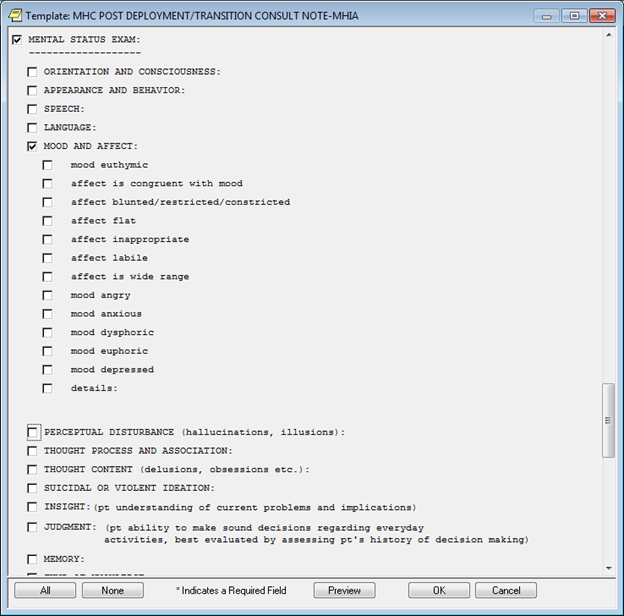 Template: MHC POST DEPLOYMENT/TRANSITION CONSULT NOTE-MHIA
MENTAL STATUS EXAM:
-------------------
ORIENTATION AND CONSCIOUSNESS:
APPEARANCE AND BEHAVIOR:
SPEECH:
LANGUAGE:
MOOD AND AFFECT:
mood euthymic
affect is congruent with mood
affect blunted/restricted/constricted
affect flat
affect inappropriate
affect labile
affect is wide range
mood angry
mood anxious
mood dysphoric
mood euphoric
mood depressed
details:
PERCEPTUAL DISTURBANCE (hallucinations, illusions):
THOUGHT PROCESS AND ASSOCIATION:
THOUGHT CONTENT (delusions, obsessions etc.):
SUICIDAL OR VIOLENT IDEATION:
INSIGHT:(pt understanding of current problems and implications)
JUDGMENT: (pt ability to make sound decisions regarding everyday
activities, best evaluated by assessing pt's history of decision making)
MEMORY:
All None * Indicates a Required Field Preview OK Cancel